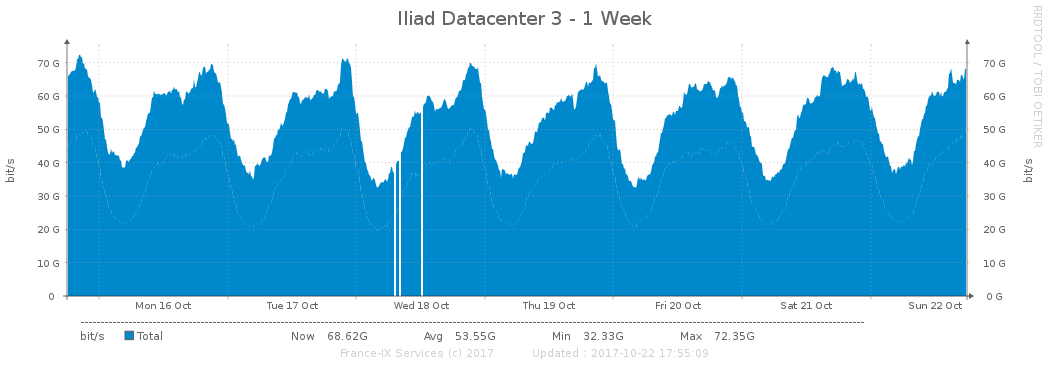 Iliad Datacenter 3 - 1 Week
RRDTOOL / TOBI OETIKER
bit/s
70 G
60 G
50 G
40 G
30 G
20 G
10 G
0
70 G
60 G
50 G
40 G
30 G
20 G
10 G
0 G
bit/s
Mon 16 Oct Tue 17 Oct Wed 18 Oct Thu 19 Oct Fri 20 Oct Sat 21 Oct Sun 22 Oct
bit/s Total Now 68.62G Avg 53.55G Min 32.33G Max 72.35G
France-IX Services (c) 2017 Updated : 2017-10-22 17:55:09